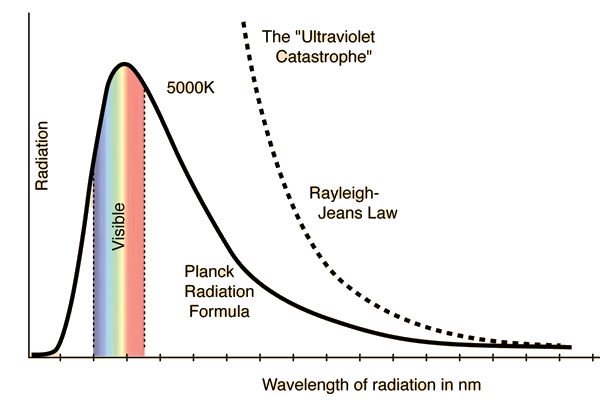 The "Ultraviolet
Catastrophe"
5000K
Radiation
Rayleigh-
Jeans Law
Visible
Planck
Radiation
Formula
Wavelength of radiation in nm